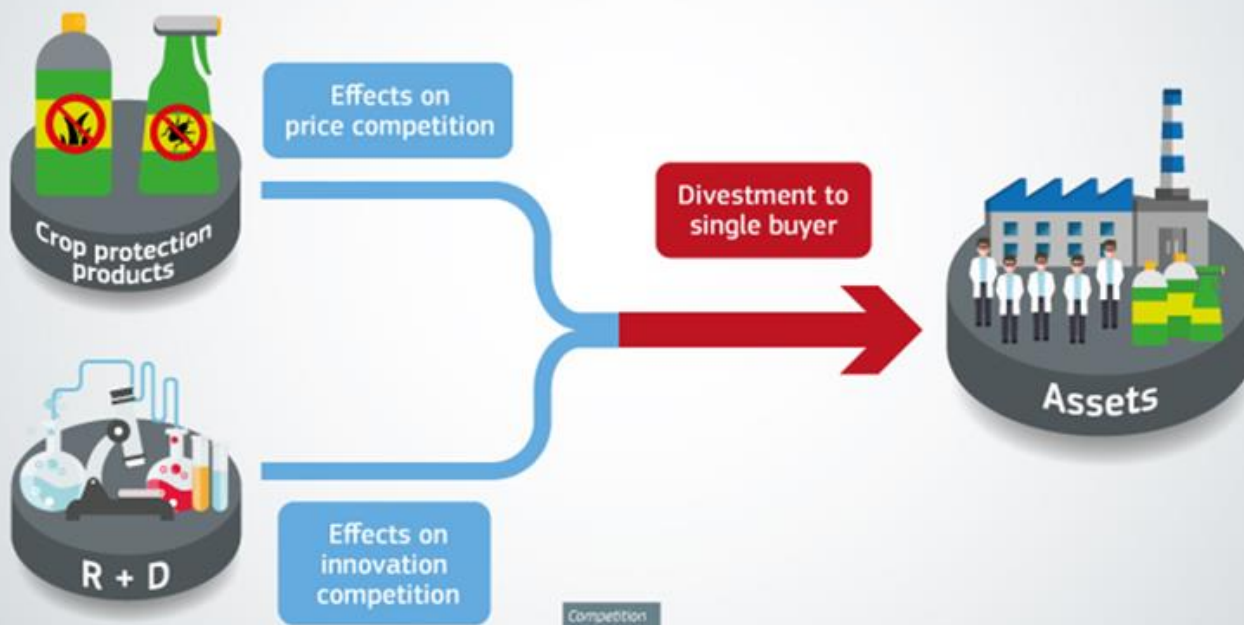 Effects on
price competition
Crop protection
products
Divestment to
single buyer
Assets
R + D
Effects on
innovation
competition
Competition